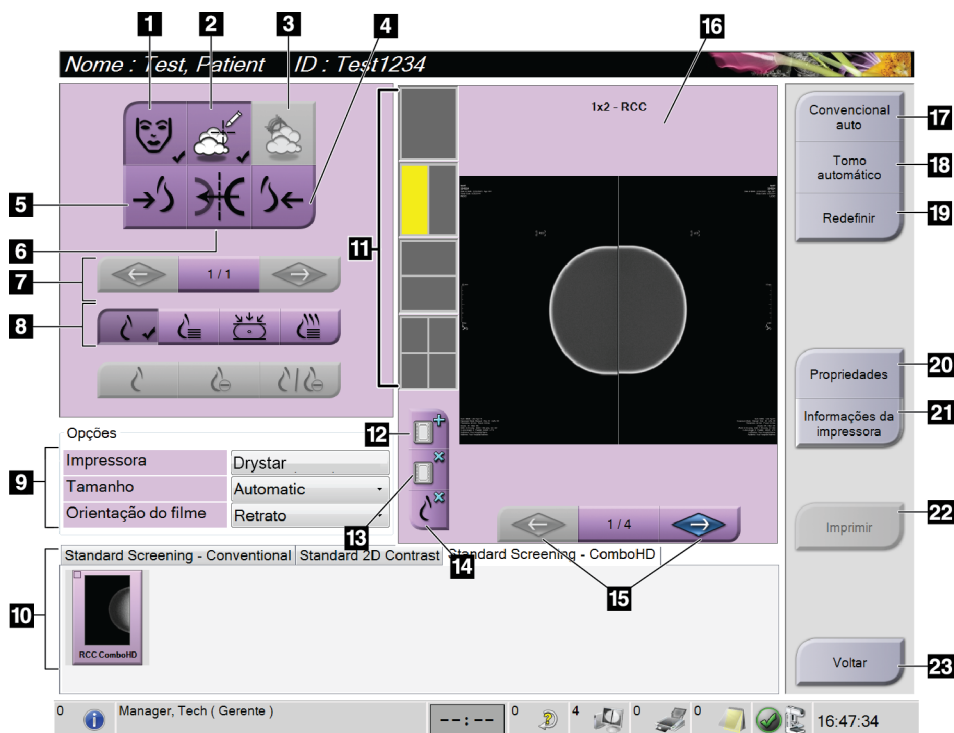 1
2
3
4
16
Nome : Test, Patient ID : Test1234
1x2 - RCC
Convencional
auto
17
Tomo
automático
18
Redefinir
19
5
6
11
7
1 / 1
8
Propriedades
20
Informações da
impressora
21
Opções
12
9
Impressora
Drystar
Tamanho
Automatic
Orientação do filme
Retrato
13
14
1 / 4
15
Imprimir
22
10
Standard Screening - Conventional
Standard 2D Contrast
Standard Screening - ComboHD
RCC ComboHD
Voltar
23
0
Manager, Tech ( Gerente )
--:--
0
4
0
0
16:47:34